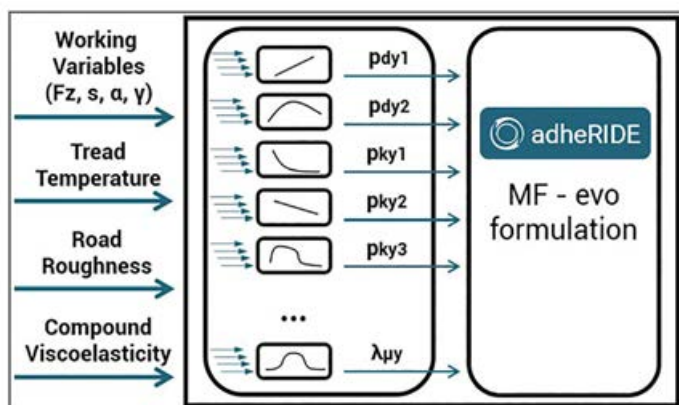 Working
Variables
(Fz, s, α, γ)
Tread
Temperature
Road
Roughness
Compound
Viscoelasticity
pdy1
pdy2
pky1
pky2
pky3
...
λμy
adheRIDE
MF - evo
formulation